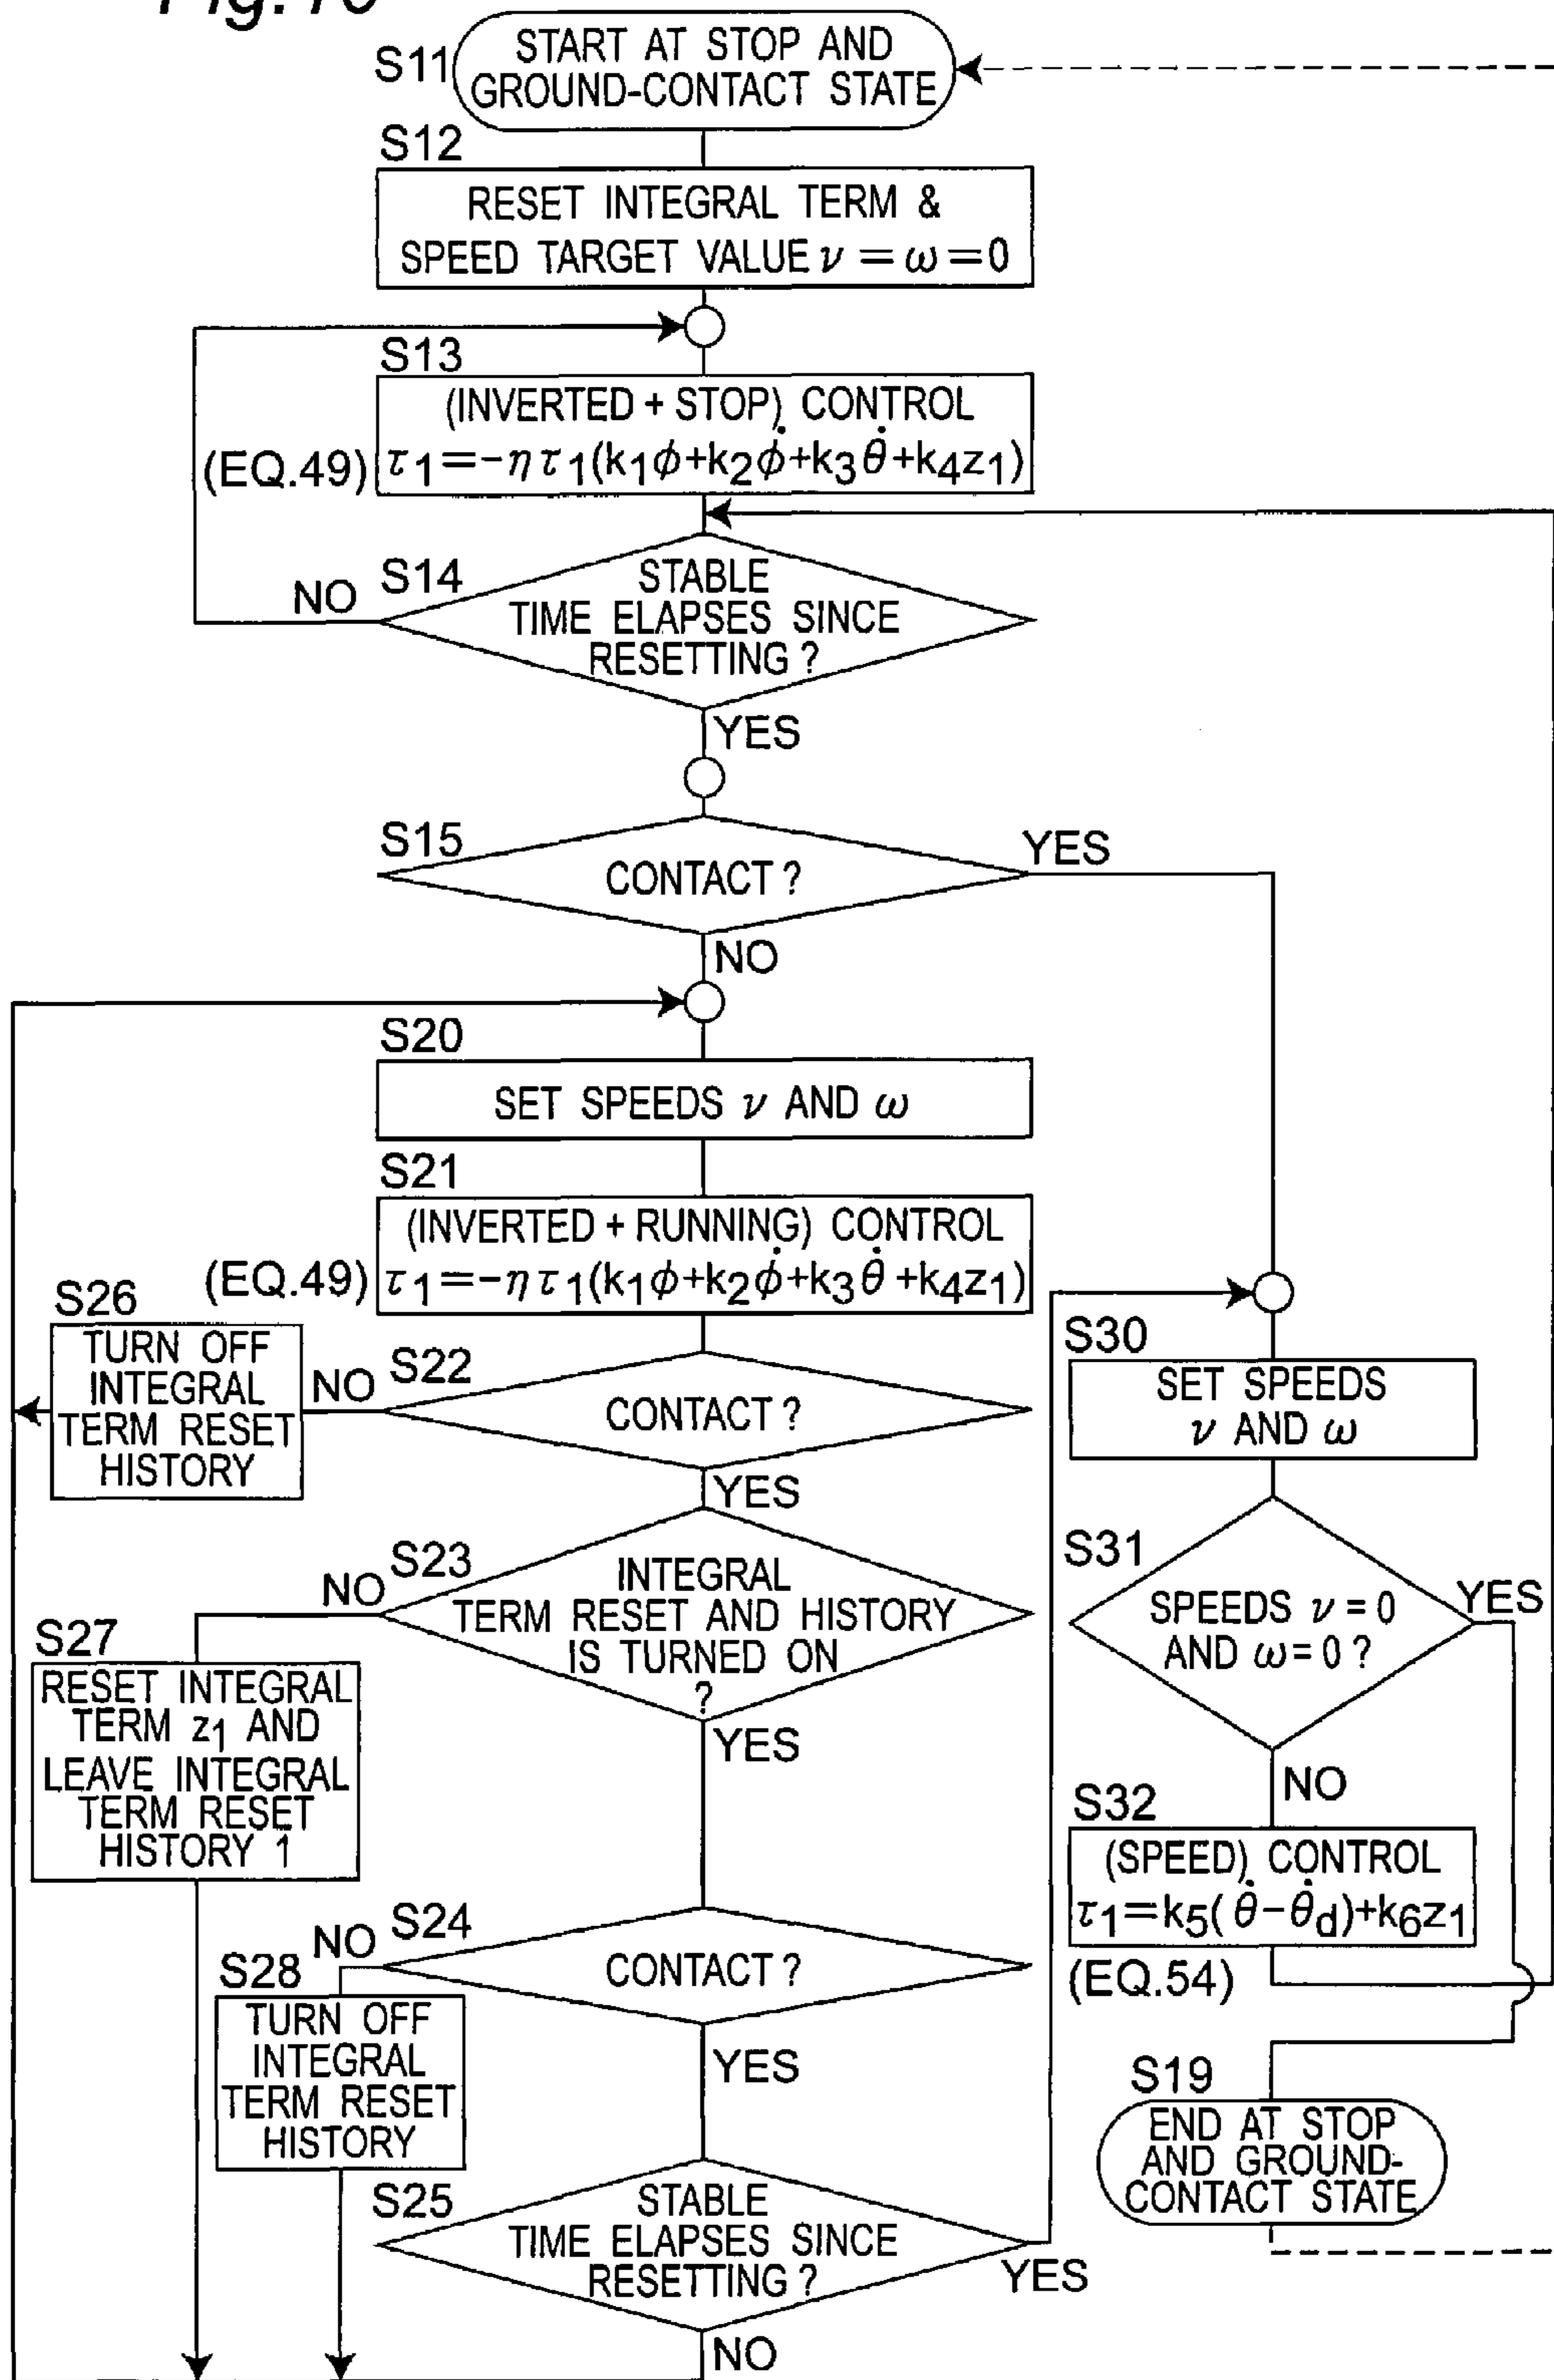 S11
START AT STOP AND
GROUND-CONTACT STATE
S12
RESET INTEGRAL TERM &
SPEED TARGET VALUE ν = ω = 0
S13
(INVERTED + STOP) CONTROL
(EQ.49) τ1=-ητ1(k1ϕ+k2ϕ̇+k3θ̇+k4z1)
S14
NO
STABLE
TIME ELAPSES SINCE
RESETTING ?
YES
S15
CONTACT ?
YES
NO
S20
SET SPEEDS ν AND ω
S21
(INVERTED + RUNNING) CONTROL
(EQ.49) τ1=-ητ1(k1ϕ+k2ϕ̇+k3θ̇+k4z1)
S26
TURN OFF
INTEGRAL
TERM RESET
HISTORY
NO
S22
CONTACT ?
YES
S23
NO
INTEGRAL
TERM RESET AND HISTORY
IS TURNED ON
?
YES
S27
RESET INTEGRAL
TERM z1 AND
LEAVE INTEGRAL
TERM RESET
HISTORY 1
S24
NO
CONTACT ?
YES
S28
TURN OFF
INTEGRAL
TERM RESET
HISTORY
S25
STABLE
TIME ELAPSES SINCE
RESETTING ?
YES
NO
S30
SET SPEEDS
ν AND ω
S31
SPEEDS ν = 0
AND ω = 0 ?
YES
NO
S32
(SPEED) CONTROL
τ1=k5(θ̇-θ̇d)+k6z1
(EQ.54)
S19
END AT STOP
AND GROUND-
CONTACT STATE